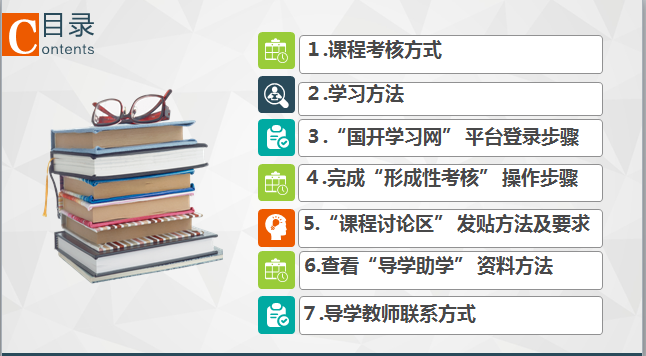 目录
Contents
1.课程考核方式
2.学习方法
3.“国开学习网” 平台登录步骤
4.完成“形成性考核” 操作步骤
5.“课程讨论区” 发贴方法及要求
6.查看“导学助学” 资料方法
7.导学教师联系方式